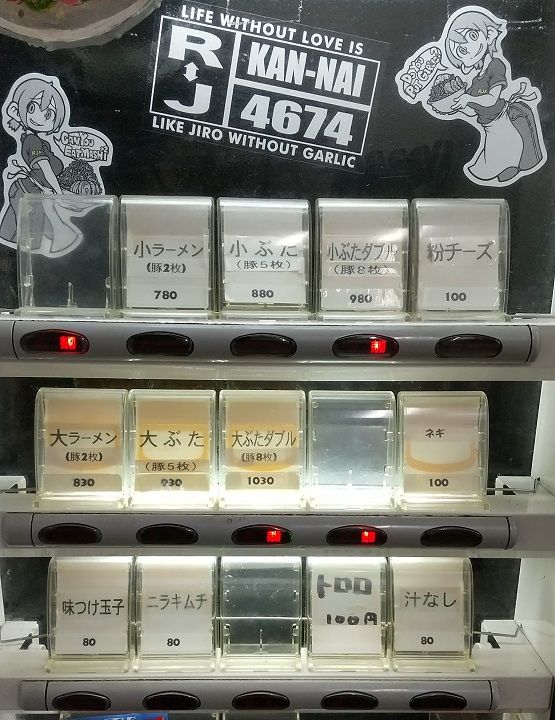 LIFE WITHOUT LOVE IS
R↕J
KAN-NAI
4674
LIKE JIRO WITHOUT GARLIC
CAN YOU EAT MASHI
小ラーメン
(豚2枚)
780
小ぶた
(豚5枚)
880
小ぶたダブル
(豚8枚)
980
粉チーズ
100
大ラーメン
(豚2枚)
830
大ぶた
(豚5枚)
930
大ぶたダブル
(豚8枚)
1030
ネギ
100
味つけ玉子
80
ニラキムチ
80
トロロ
100円
汁なし
80